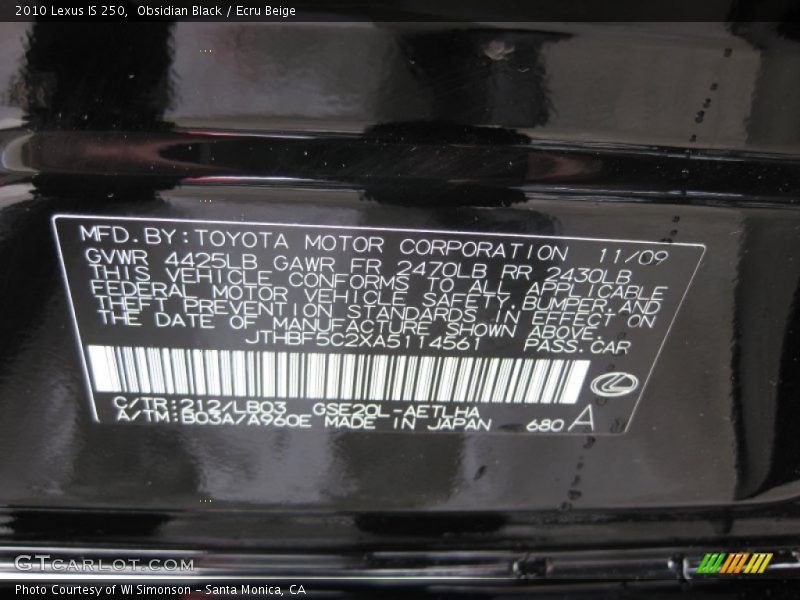 2010 Lexus IS 250,  Obsidian Black / Ecru Beige
MFD.BY:TOYOTA MOTOR CORPORATION 11/09
GVWR 4425LB GAWR FR 2470LB RR 2430LB
THIS VEHICLE CONFORMS TO ALL APPLICABLE
FEDERAL MOTOR VEHICLE SAFETY,BUMPER,AND
THEFT PREVENTION STANDARDS IN EFFECT ON
THE DATE OF MANUFACTURE SHOWN ABOVE.
JTHBF5C2XA5114561 PASS.CAR
C/TR:212/LB03 GSE20L-AETLHA
A/TM:B03A/A960E MADE IN JAPAN 680 A
GTCARLOT.COM
Photo Courtesy of WI Simonson – Santa Monica, CA